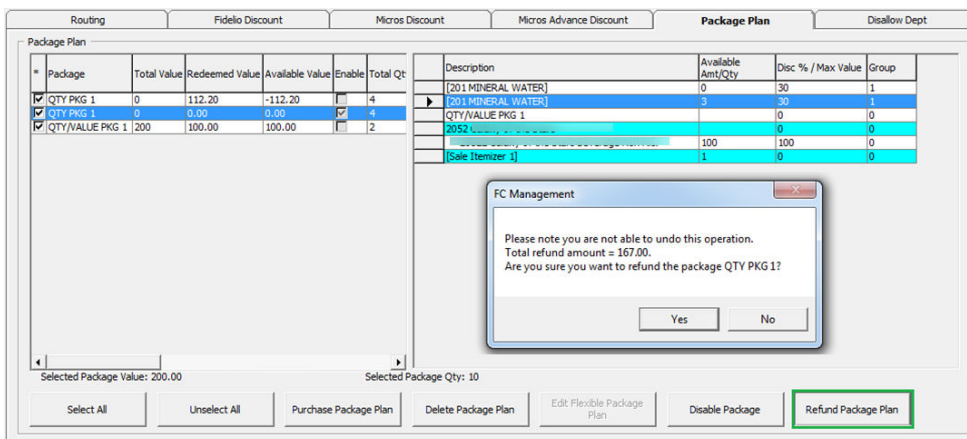 Routing Fidelio Discount Micros Discount Micros Advance Discount Package Plan Disallow Dept
Package Plan
* Package Total Value Redeemed Value Available Value Enable Total Qt
QTY PKG 1 0 112.20 -112.20 4
QTY PKG 1 0 0.00 0.00 4
QTY/VALUE PKG 1 200 100.00 100.00 2
Description Available Amt/Qty Disc % / Max Value Group
[201 MINERAL WATER] 0 30 1
[201 MINERAL WATER] 3 30 1
QTY/VALUE PKG 1 0 0
2052 0 0
100 100 0
[Sale Itemizer 1] 1 0 0
FC Management
Please note you are not able to undo this operation.
Total refund amount = 167.00.
Are you sure you want to refund the package QTY PKG 1?
Yes No
Selected Package Value: 200.00 Selected Package Qty: 10
Select All Unselect All Purchase Package Plan Delete Package Plan Edit Flexible Package Plan Disable Package Refund Package Plan